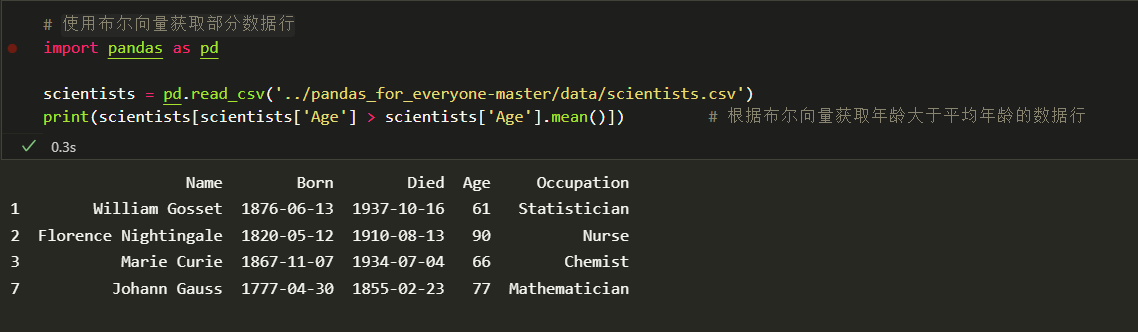 # 使用布尔向量获取部分数据行
import pandas as pd
scientists = pd.read_csv('../pandas_for_everyone-master/data/scientists.csv')
print(scientists[scientists['Age'] > scientists['Age'].mean()]) # 根据布尔向量获取年龄大于平均年龄的数据行
0.3s
Name Born Died Age Occupation
1 William Gosset 1876-06-13 1937-10-16 61 Statistician
2 Florence Nightingale 1820-05-12 1910-08-13 90 Nurse
3 Marie Curie 1867-11-07 1934-07-04 66 Chemist
7 Johann Gauss 1777-04-30 1855-02-23 77 Mathematician